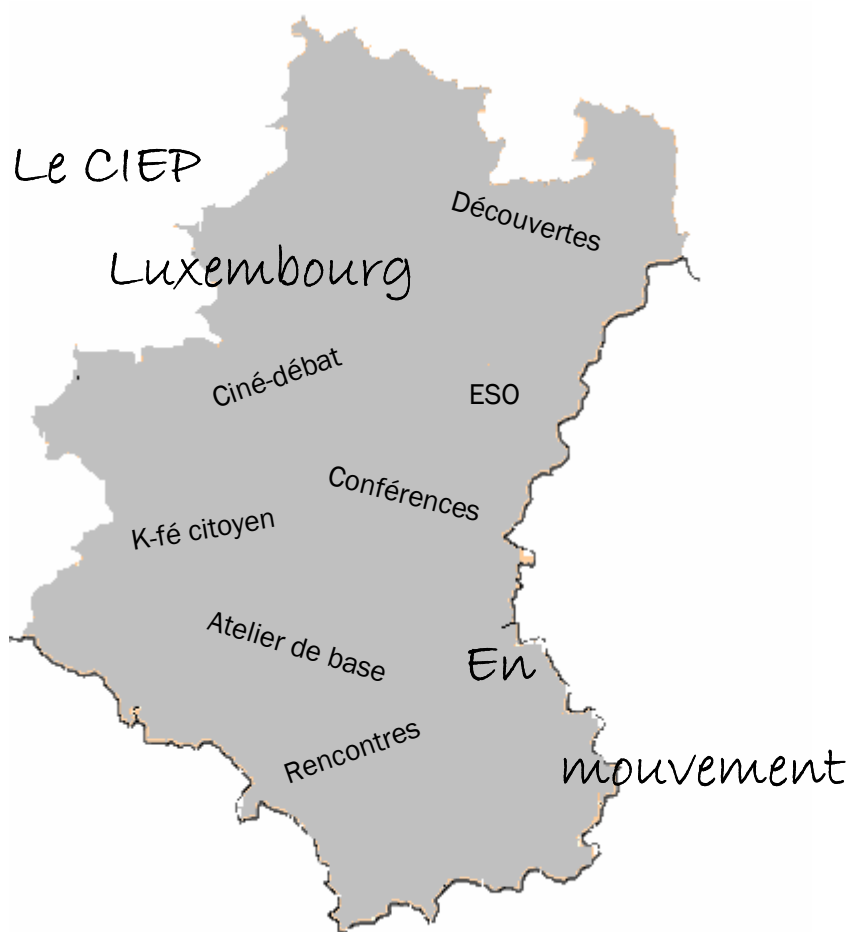 Le CIEP
Découvertes
Luxembourg
Ciné-débat
ESO
Conférences
K-fé citoyen
Atelier de base
En
Rencontres
mouvement